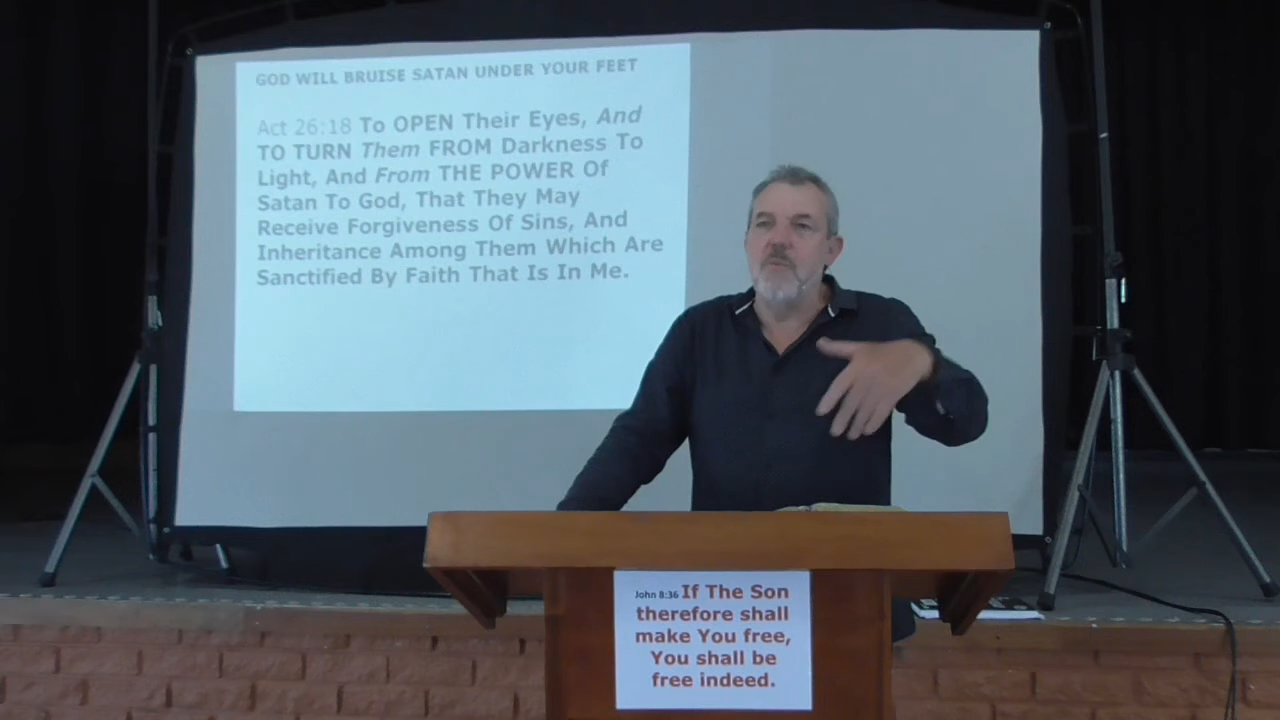 GOD WILL BRUISE SATAN UNDER YOUR FEET
Act 26:18 To OPEN Their Eyes, And
TO TURN Them FROM Darkness To
Light, And From THE POWER Of
Satan To God, That They May
Receive Forgiveness Of Sins, And
Inheritance Among Them Which Are
Sanctified By Faith That Is In Me.
John 8:36 If The Son
therefore shall
make You free,
You shall be
free indeed.